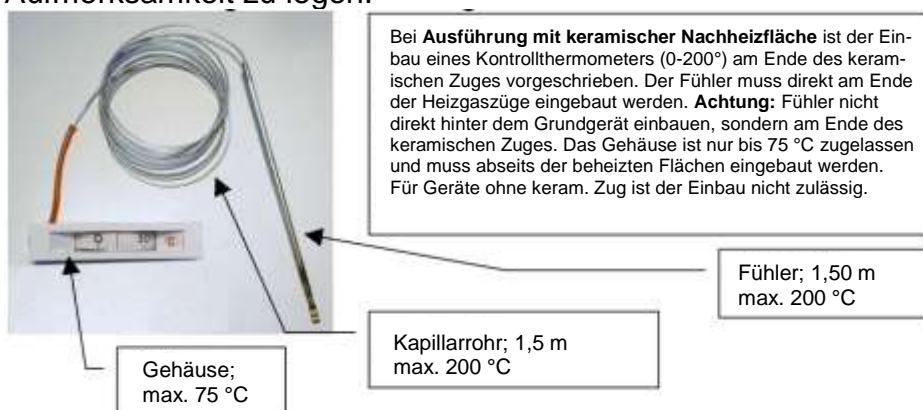 Aufmerksamkeit zu legen.
Bei Ausführung mit keramischer Nachheizfläche ist der Ein-
bau eines Kontrollthermometers (0-200°) am Ende des keram-
ischen Zuges vorgeschrieben. Der Fühler muss direkt am Ende
der Heizgaszüge eingebaut werden. Achtung: Fühler nicht
direkt hinter dem Grundgerät einbauen, sondern am Ende des
keramischen Zuges. Das Gehäuse ist nur bis 75 °C zugelassen
und muss abseits der beheizten Flächen eingebaut werden.
Für Geräte ohne keram. Zug ist der Einbau nicht zulässig.
Fühler; 1,50 m
max. 200 °C
Kapillarrohr; 1,5 m
max. 200 °C
Gehäuse;
max. 75 °C